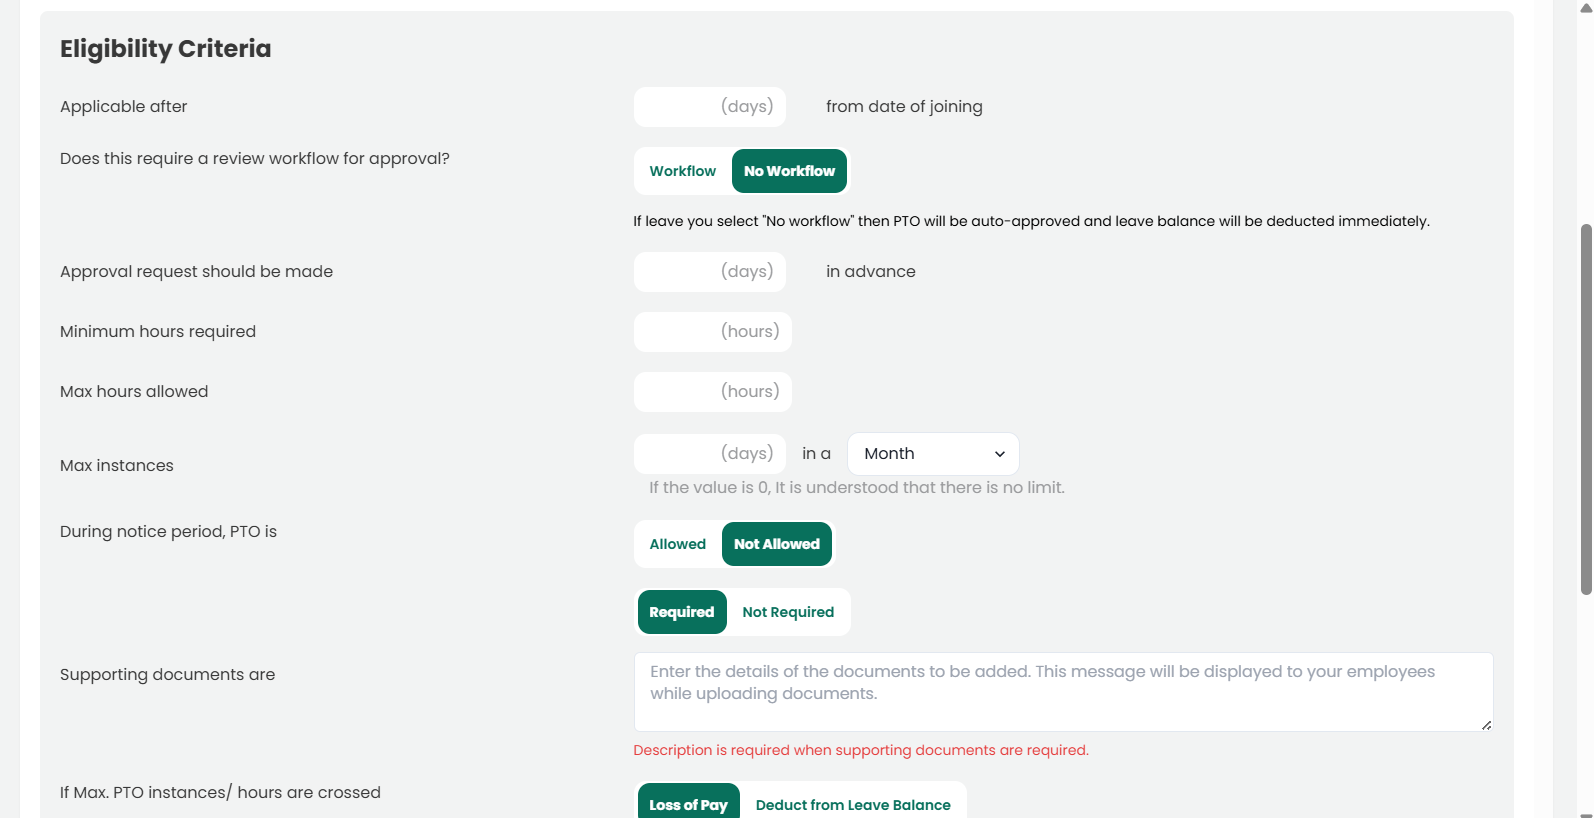 Eligibility Criteria
Applicable after (days) from date of joining
Does this require a review workflow for approval?
Workflow No Workflow
If leave you select "No workflow" then PTO will be auto-approved and leave balance will be deducted immediately.
Approval request should be made (days) in advance
Minimum hours required (hours)
Max hours allowed (hours)
Max instances (days) in a Month
If the value is 0, It is understood that there is no limit.
During notice period, PTO is
Allowed Not Allowed
Required Not Required
Supporting documents are
Enter the details of the documents to be added. This message will be displayed to your employees
while uploading documents.
Description is required when supporting documents are required.
If Max. PTO instances/ hours are crossed
Loss of Pay Deduct from Leave Balance